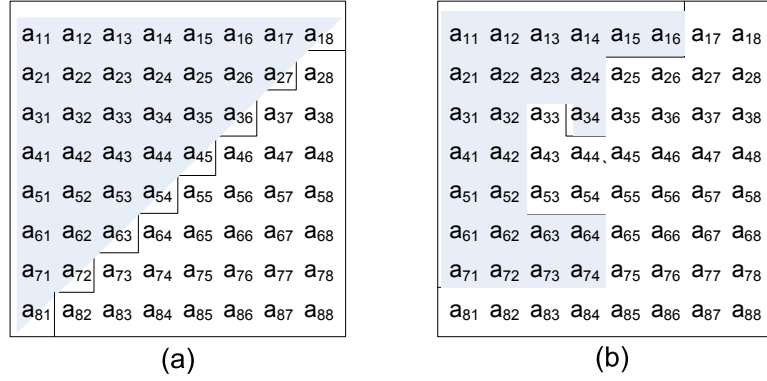 a11 a12 a13 a14 a15 a16 a17 a18
a21 a22 a23 a24 a25 a26 a27 a28
a31 a32 a33 a34 a35 a36 a37 a38
a41 a42 a43 a44 a45 a46 a47 a48
a51 a52 a53 a54 a55 a56 a57 a58
a61 a62 a63 a64 a65 a66 a67 a68
a71 a72 a73 a74 a75 a76 a77 a78
a81 a82 a83 a84 a85 a86 a87 a88
(a)
a11 a12 a13 a14 a15 a16 a17 a18
a21 a22 a23 a24 a25 a26 a27 a28
a31 a32 a33 a34 a35 a36 a37 a38
a41 a42 a43 a44 a45 a46 a47 a48
a51 a52 a53 a54 a55 a56 a57 a58
a61 a62 a63 a64 a65 a66 a67 a68
a71 a72 a73 a74 a75 a76 a77 a78
a81 a82 a83 a84 a85 a86 a87 a88
(b)